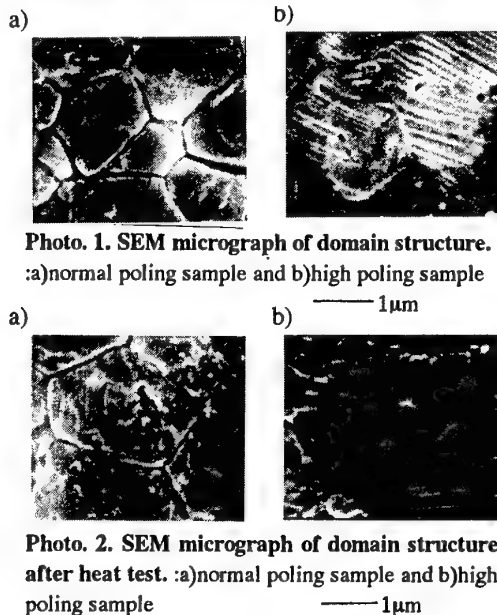 a) b)
Photo. 1. SEM micrograph of domain structure.
:a)normal poling sample and b)high poling sample
1μm
a) b)
Photo. 2. SEM micrograph of domain structure
after heat test. :a)normal poling sample and b)high
poling sample 1μm